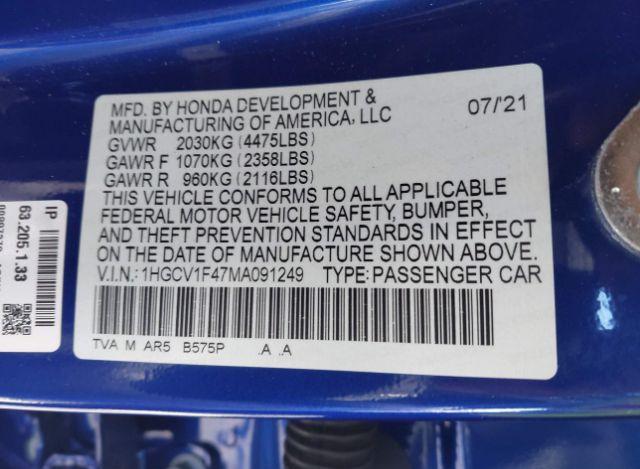 MFD. BY HONDA DEVELOPMENT & 07/'21
MANUFACTURING OF AMERICA, LLC
GVWR 2030KG (4475LBS)
GAWR F 1070KG (2358LBS)
GAWR R 960KG (2116LBS)
THIS VEHICLE CONFORMS TO ALL APPLICABLE
FEDERAL MOTOR VEHICLE SAFETY, BUMPER,
AND THEFT PREVENTION STANDARDS IN EFFECT
ON THE DATE OF MANUFACTURE SHOWN ABOVE.
V.I.N.:1HGCV1F47MA091249 TYPE:PASSENGER CAR
TVA M AR5 B575P .A .A
IP
63.205.1.33